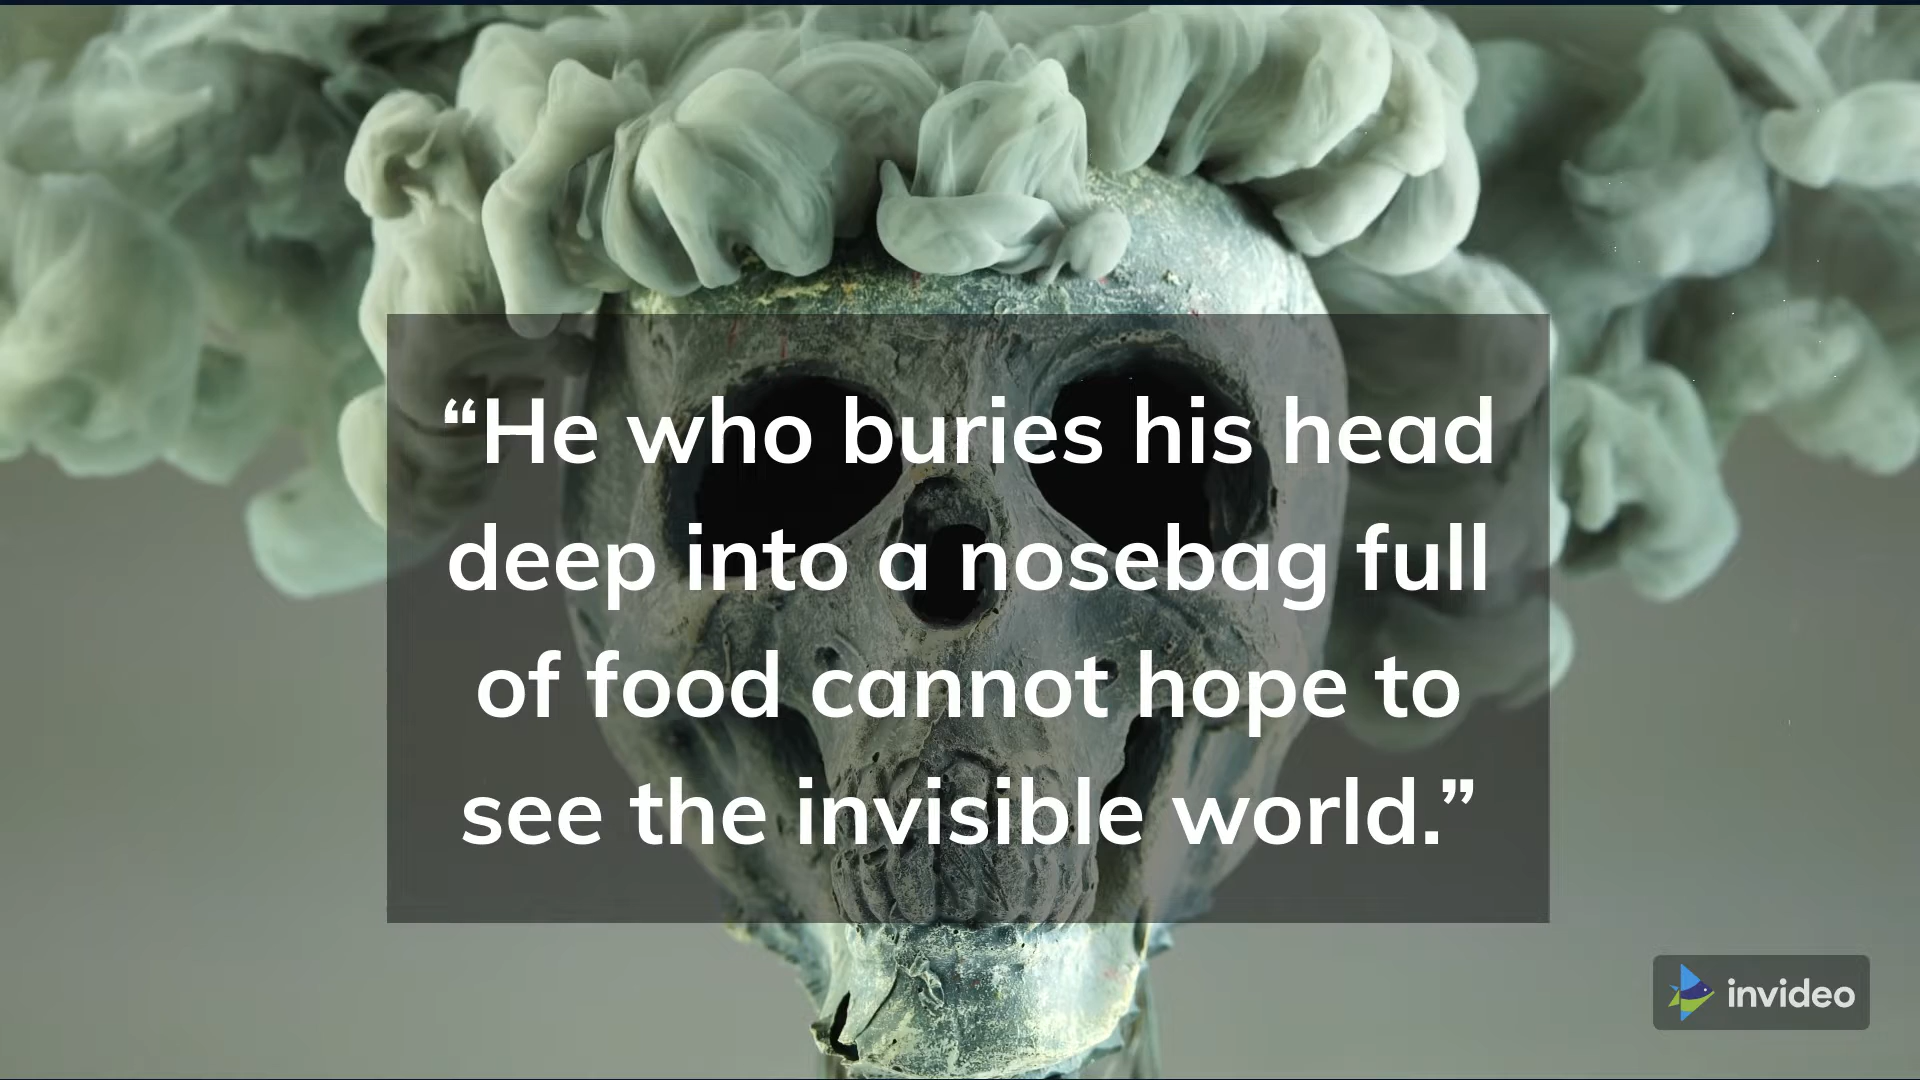 “He who buries his head
deep into a nosebag full
of food cannot hope to
see the invisible world.”
invideo